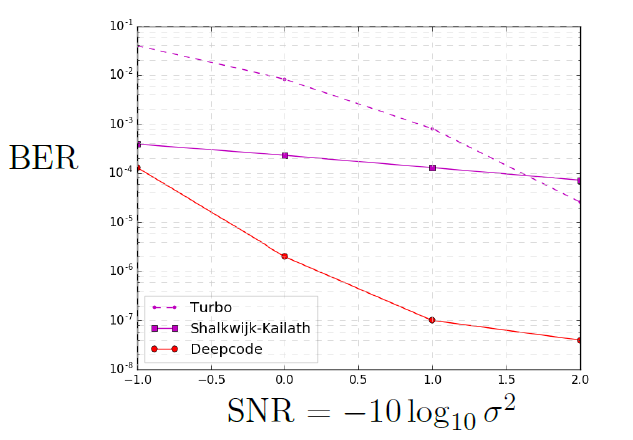 10^-1
10^-2
10^-3
10^-4
10^-5
10^-6
10^-7
10^-8
BER
Turbo
Shalkwijk-Kailath
Deepcode
−1.0 −0.5 0.0 0.5 1.0 1.5 2.0
SNR = −10 log₁₀ σ²